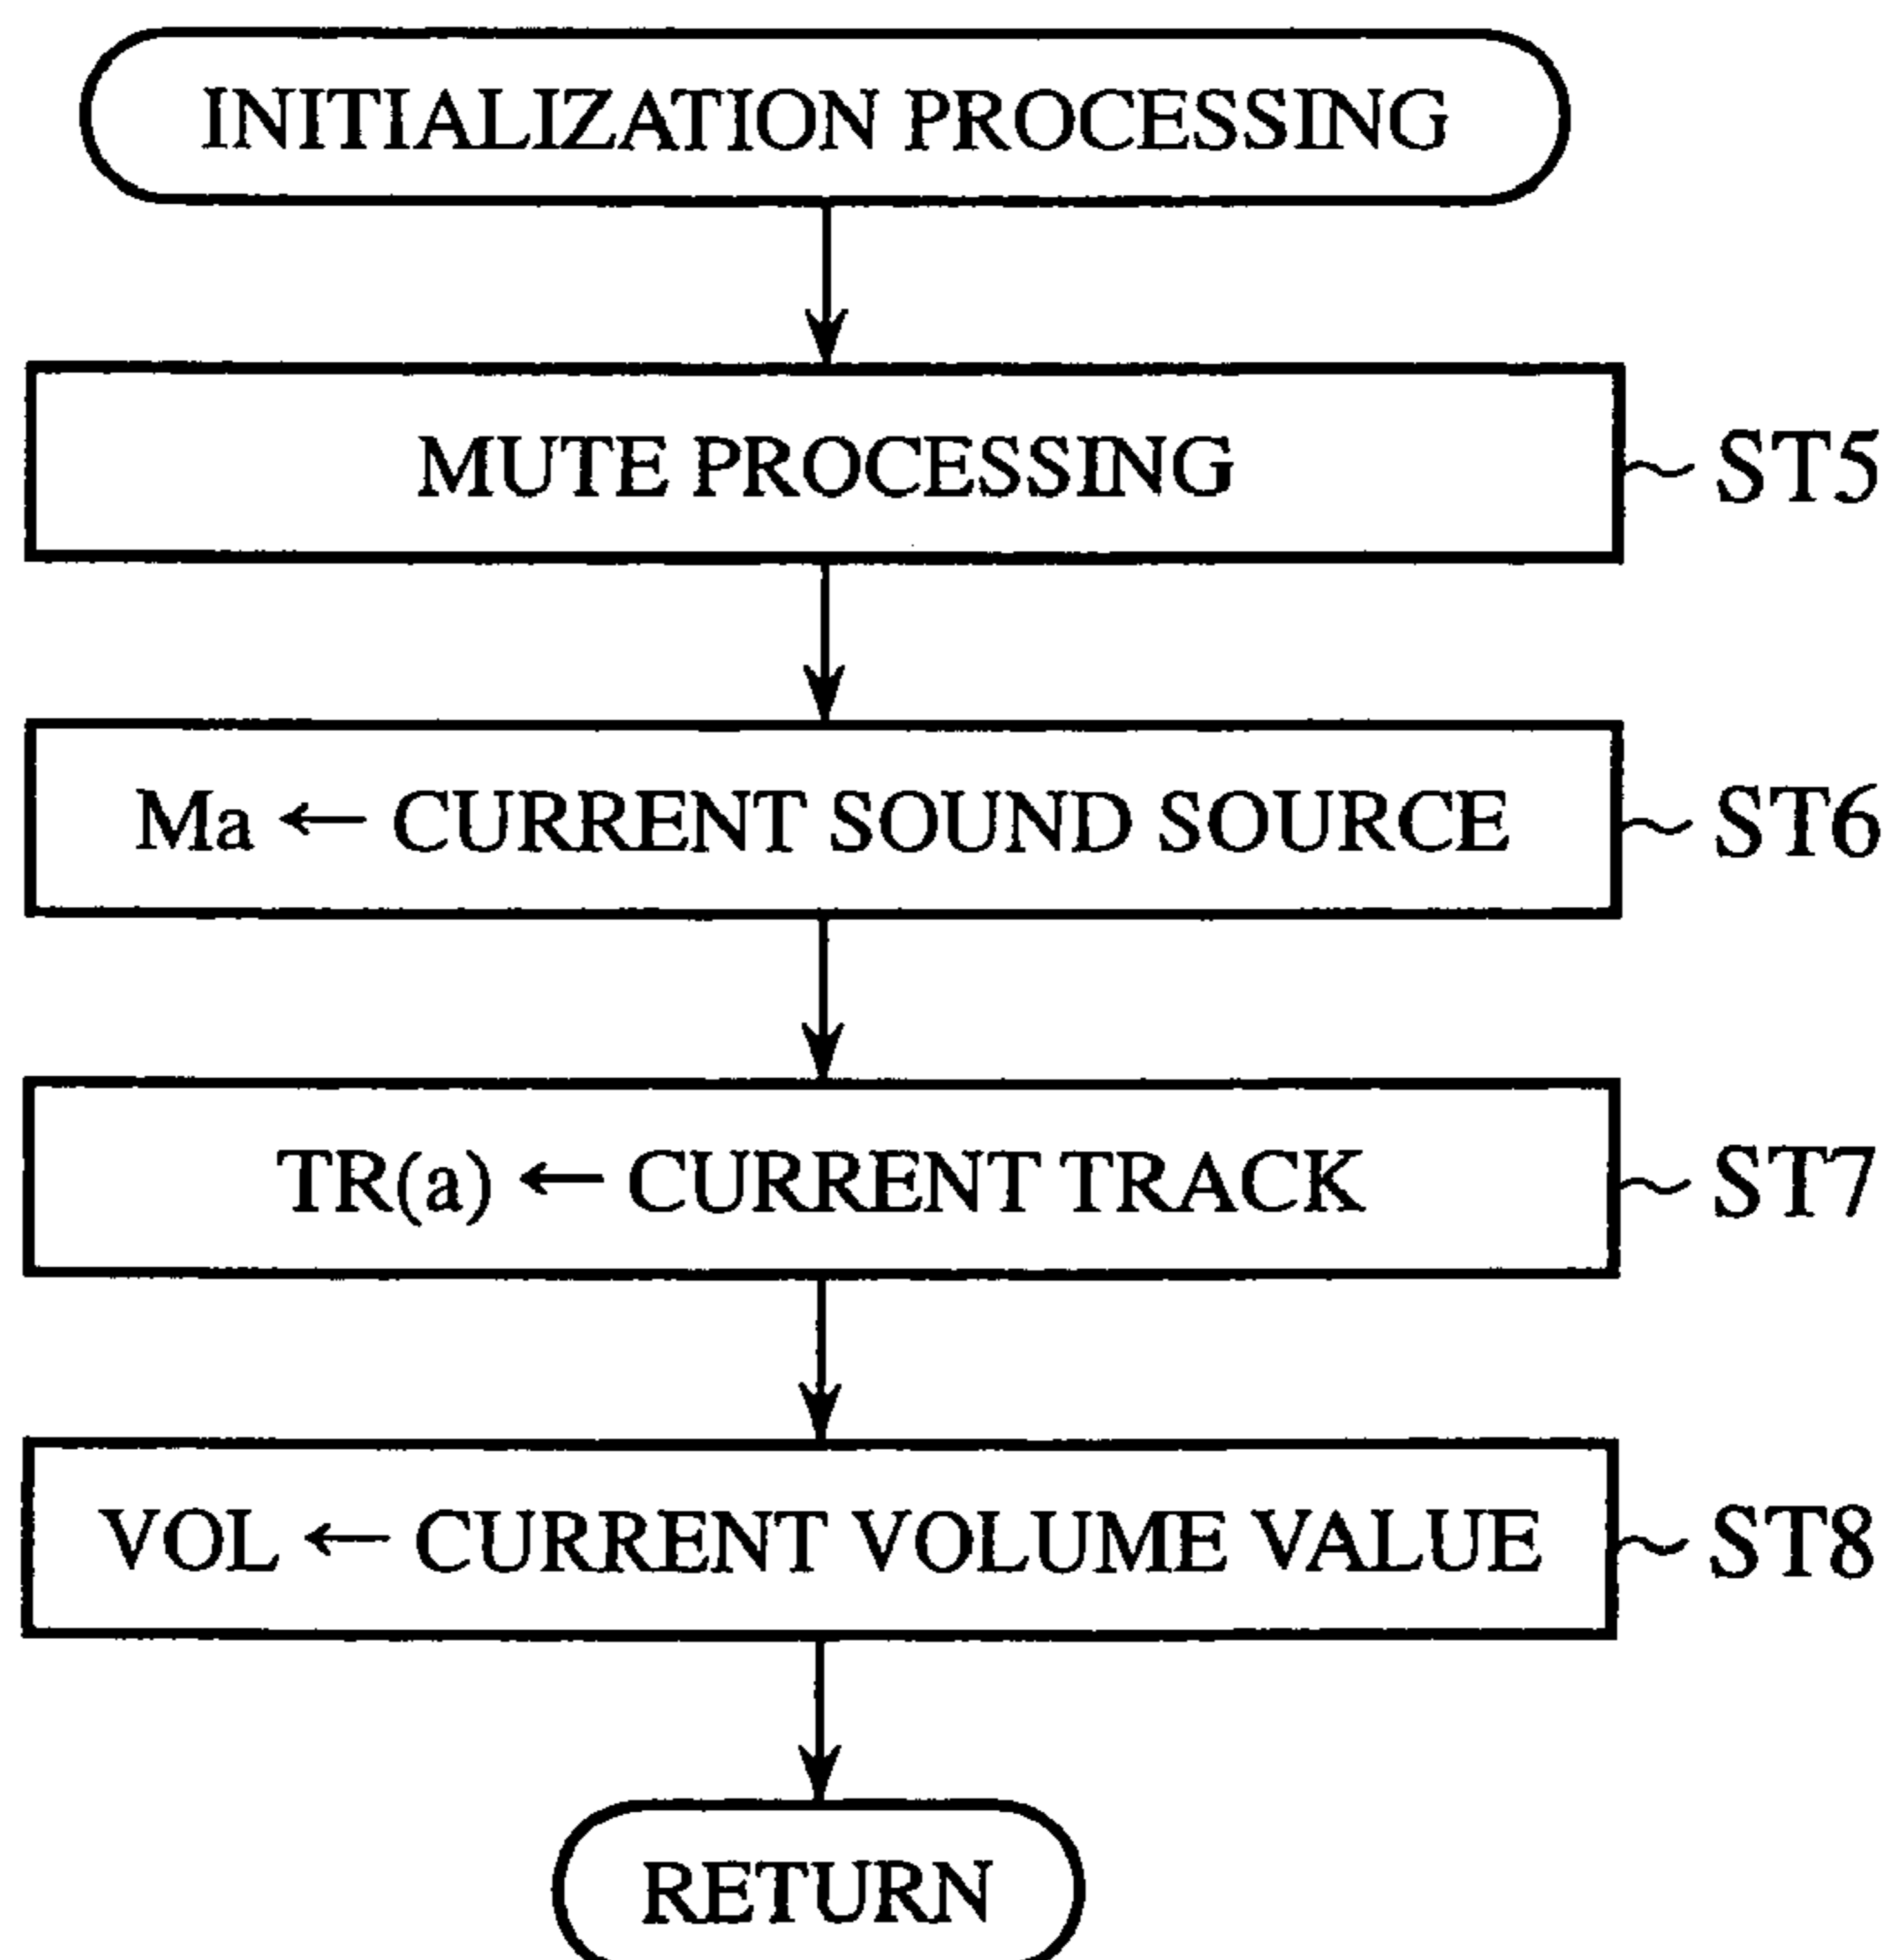 INITIALIZATION PROCESSING
MUTE PROCESSING
ST5
Ma ← CURRENT SOUND SOURCE
ST6
TR(a) ← CURRENT TRACK
ST7
VOL ← CURRENT VOLUME VALUE
ST8
RETURN